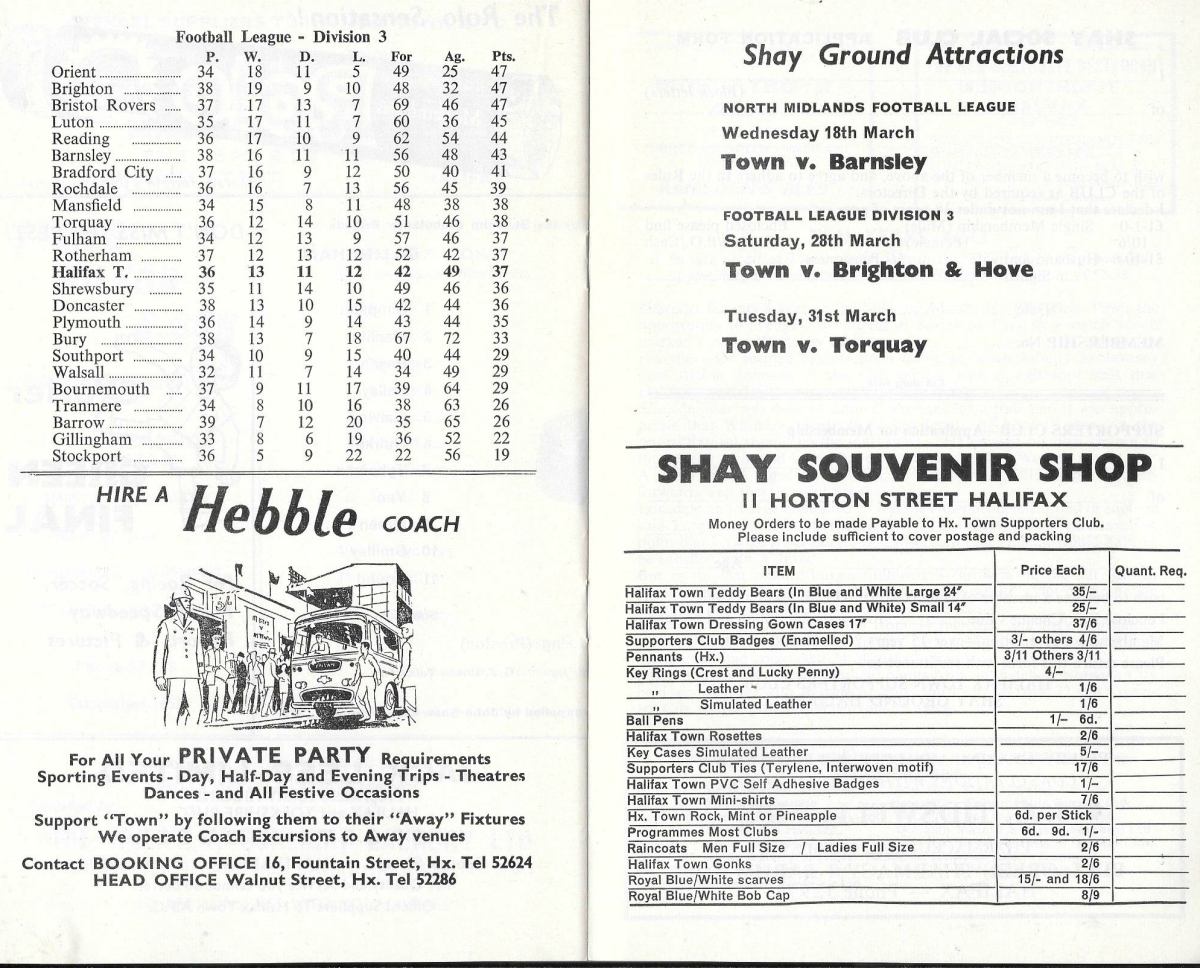 Football League - Division 3
P. W. D. L. For Ag. Pts.
Orient 34 18 11 5 49 25 47
Brighton 38 19 9 10 48 32 47
Bristol Rovers 37 17 13 7 69 46 47
Luton 35 17 11 7 60 36 45
Reading 36 17 10 9 62 54 44
Barnsley 38 16 11 11 56 48 43
Bradford City 37 16 9 12 50 40 41
Rochdale 36 16 7 13 56 45 39
Mansfield 34 15 8 11 48 38 38
Torquay 36 12 14 10 51 46 38
Fulham 34 12 13 9 57 46 37
Rotherham 37 12 13 12 52 42 37
Halifax T. 36 13 11 12 42 49 37
Shrewsbury 35 11 14 10 49 46 36
Doncaster 38 13 10 15 42 44 36
Plymouth 36 14 9 14 43 44 35
Bury 38 13 7 18 67 72 33
Southport 34 10 9 15 40 44 29
Walsall 32 11 7 14 34 49 29
Bournemouth 37 9 11 17 39 64 29
Tranmere 34 8 10 16 38 63 26
Barrow 39 7 12 20 35 65 26
Gillingham 33 8 6 19 36 52 22
Stockport 36 5 9 22 22 56 19
HIRE A Hebble COACH
For All Your PRIVATE PARTY Requirements
Sporting Events - Day, Half-Day and Evening Trips - Theatres
Dances - and All Festive Occasions
Support "Town" by following them to their "Away" Fixtures
We operate Coach Excursions to Away venues
Contact BOOKING OFFICE 16, Fountain Street, Hx. Tel 52624
HEAD OFFICE Walnut Street, Hx. Tel 52286
Shay Ground Attractions
NORTH MIDLANDS FOOTBALL LEAGUE
Wednesday 18th March
Town v. Barnsley
FOOTBALL LEAGUE DIVISION 3
Saturday, 28th March
Town v. Brighton & Hove
Tuesday, 31st March
Town v. Torquay
SHAY SOUVENIR SHOP
11 HORTON STREET HALIFAX
Money Orders to be made Payable to Hx. Town Supporters Club.
Please include sufficient to cover postage and packing
ITEM Price Each Quant. Req.
Halifax Town Teddy Bears (In Blue and White Large 24″ 35/–
Halifax Town Teddy Bears (In Blue and White) Small 14″ 25/–
Halifax Town Dressing Gown Cases 17″ 37/6
Supporters Club Badges (Enamelled) 3/- others 4/6
Pennants (Hx.) 3/11 Others 3/11
Key Rings (Crest and Lucky Penny) 4/–
„ Leather 1/6
„ Simulated Leather 1/6
Ball Pens 1/– 6d.
Halifax Town Rosettes 2/6
Key Cases Simulated Leather 5/–
Supporters Club Ties (Terylene, Interwoven motif) 17/6
Halifax Town PVC Self Adhesive Badges 1/–
Halifax Town Mini-shirts 7/6
Hx. Town Rock, Mint or Pineapple 6d. per Stick
Programmes Most Clubs 6d. 9d. 1/-
Raincoats Men Full Size / Ladies Full Size 2/6
Halifax Town Gonks 2/6
Royal Blue/White scarves 15/– and 18/6
Royal Blue/White Bob Cap 8/9